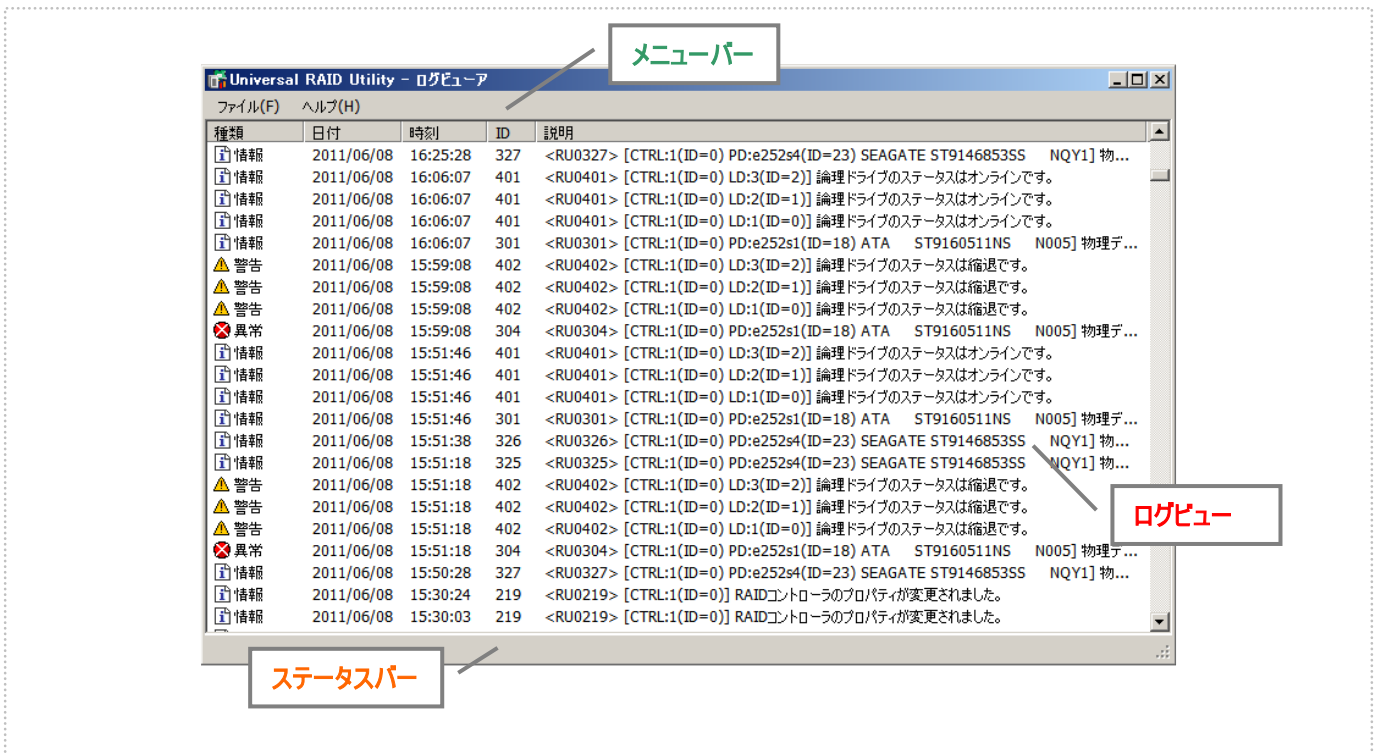 メニューバー
Universal RAID Utility - ログビューア
ファイル(F) ヘルプ(H)
種類 日付 時刻 ID 説明
情報 2011/06/08 16:25:28 327 <RU0327> [CTRL:1(ID=0) PD:e252s4(ID=23) SEAGATE ST9146853SS NQY1] 物...
情報 2011/06/08 16:06:07 401 <RU0401> [CTRL:1(ID=0) LD:3(ID=2)] 論理ドライブのステータスはオンラインです。
情報 2011/06/08 16:06:07 401 <RU0401> [CTRL:1(ID=0) LD:2(ID=1)] 論理ドライブのステータスはオンラインです。
情報 2011/06/08 16:06:07 401 <RU0401> [CTRL:1(ID=0) LD:1(ID=0)] 論理ドライブのステータスはオンラインです。
情報 2011/06/08 16:06:07 301 <RU0301> [CTRL:1(ID=0) PD:e252s1(ID=18) ATA ST9160511NS N005] 物理デ...
警告 2011/06/08 15:59:08 402 <RU0402> [CTRL:1(ID=0) LD:3(ID=2)] 論理ドライブのステータスは縮退です。
警告 2011/06/08 15:59:08 402 <RU0402> [CTRL:1(ID=0) LD:2(ID=1)] 論理ドライブのステータスは縮退です。
警告 2011/06/08 15:59:08 402 <RU0402> [CTRL:1(ID=0) LD:1(ID=0)] 論理ドライブのステータスは縮退です。
異常 2011/06/08 15:59:08 304 <RU0304> [CTRL:1(ID=0) PD:e252s1(ID=18) ATA ST9160511NS N005] 物理デ...
情報 2011/06/08 15:51:46 401 <RU0401> [CTRL:1(ID=0) LD:3(ID=2)] 論理ドライブのステータスはオンラインです。
情報 2011/06/08 15:51:46 401 <RU0401> [CTRL:1(ID=0) LD:2(ID=1)] 論理ドライブのステータスはオンラインです。
情報 2011/06/08 15:51:46 401 <RU0401> [CTRL:1(ID=0) LD:1(ID=0)] 論理ドライブのステータスはオンラインです。
情報 2011/06/08 15:51:46 301 <RU0301> [CTRL:1(ID=0) PD:e252s1(ID=18) ATA ST9160511NS N005] 物理デ...
情報 2011/06/08 15:51:38 326 <RU0326> [CTRL:1(ID=0) PD:e252s4(ID=23) SEAGATE ST9146853SS NQY1] 物...
情報 2011/06/08 15:51:18 325 <RU0325> [CTRL:1(ID=0) PD:e252s4(ID=23) SEAGATE ST9146853SS NQY1] 物...
警告 2011/06/08 15:51:18 402 <RU0402> [CTRL:1(ID=0) LD:3(ID=2)] 論理ドライブのステータスは縮退です。
警告 2011/06/08 15:51:18 402 <RU0402> [CTRL:1(ID=0) LD:2(ID=1)] 論理ドライブのステータスは縮退です。
警告 2011/06/08 15:51:18 402 <RU0402> [CTRL:1(ID=0) LD:1(ID=0)] 論理ドライブのステータスは縮退です。
ログビュー
異常 2011/06/08 15:51:18 304 <RU0304> [CTRL:1(ID=0) PD:e252s1(ID=18) ATA ST9160511NS N005] 物理デ...
情報 2011/06/08 15:50:28 327 <RU0327> [CTRL:1(ID=0) PD:e252s4(ID=23) SEAGATE ST9146853SS NQY1] 物...
情報 2011/06/08 15:30:24 219 <RU0219> [CTRL:1(ID=0)] RAIDコントローラのプロパティが変更されました。
情報 2011/06/08 15:30:03 219 <RU0219> [CTRL:1(ID=0)] RAIDコントローラのプロパティが変更されました。
ステータスバー